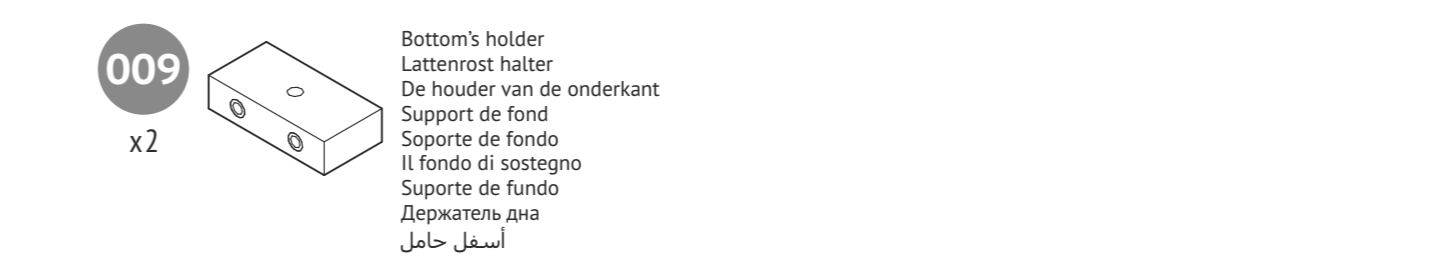 009
x2
Bottom’s holder
Lattenrost halter
De houder van de onderkant
Support de fond
Soporte de fondo
Il fondo di sostegno
Suporte de fundo
Держатель дна
أسفل حامل